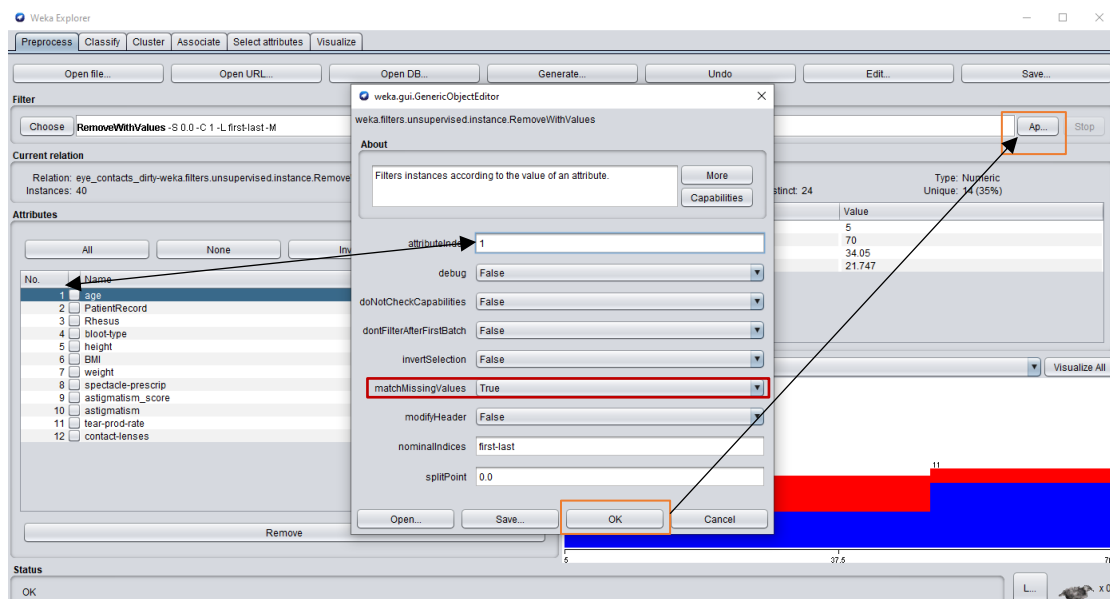 Weka Explorer
Preprocess Classify Cluster Associate Select attributes Visualize
Open file... Open URL... Open DB... Generate... Undo Edit... Save...
Filter
Choose RemoveWithValues -S 0.0 -C 1 -L first-last -M Ap... Stop
Current relation
Relation: eye_contacts_dirty-weka.filters.unsupervised.instance.Remove
Instances: 40
Attributes
All None Inv
No. Name
1 age
2 PatientRecord
3 Rhesus
4 bloot-type
5 height
6 BMI
7 weight
8 spectacle-prescrip
9 astigmatism_score
10 astigmatism
11 tear-prod-rate
12 contact-lenses
Remove
Status
OK
weka.gui.GenericObjectEditor
weka.filters.unsupervised.instance.RemoveWithValues
About
Filters instances according to the value of an attribute. More
Capabilities
attributeInde 1
debug False
doNotCheckCapabilities False
dontFilterAfterFirstBatch False
invertSelection False
matchMissingValues True
modifyHeader False
nominalIndices first-last
splitPoint 0.0
Open... Save... OK Cancel
Type: Numeric
stinct: 24 Unique: 14 (35%)
Value
5
70
34.05
21.747
Visualize All
11
5 37.5
L... x 0